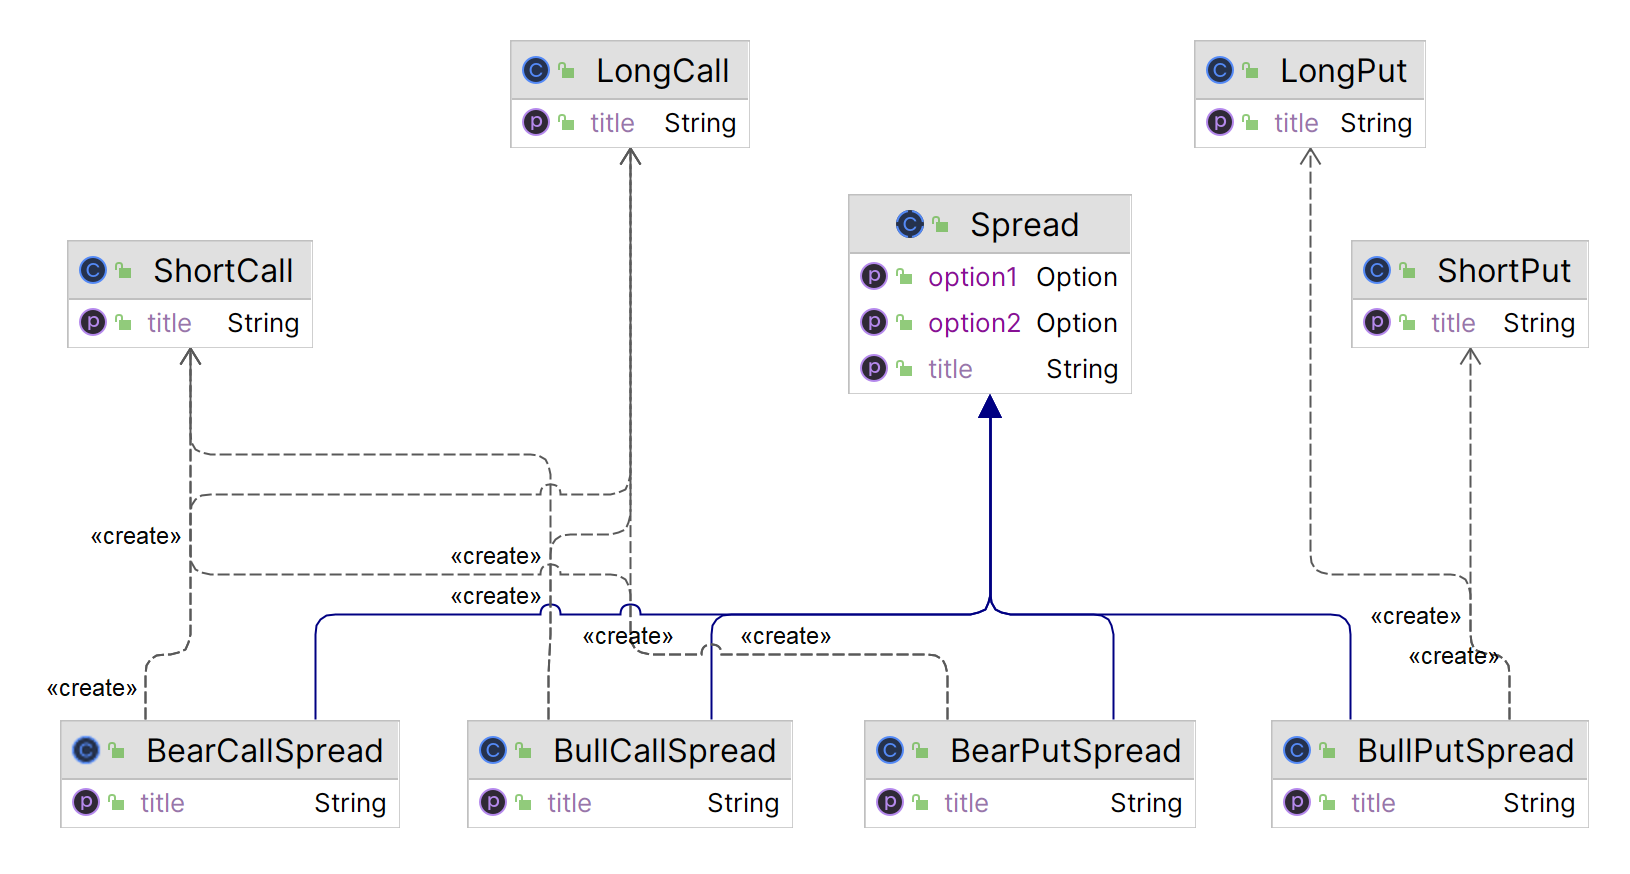 LongCall
title String
LongPut
title String
Spread
option1 Option
option2 Option
title String
ShortCall
title String
ShortPut
title String
«create»
«create»
«create»
«create»
«create»
«create»
«create»
«create»
BearCallSpread
title String
BullCallSpread
title String
BearPutSpread
title String
BullPutSpread
title String